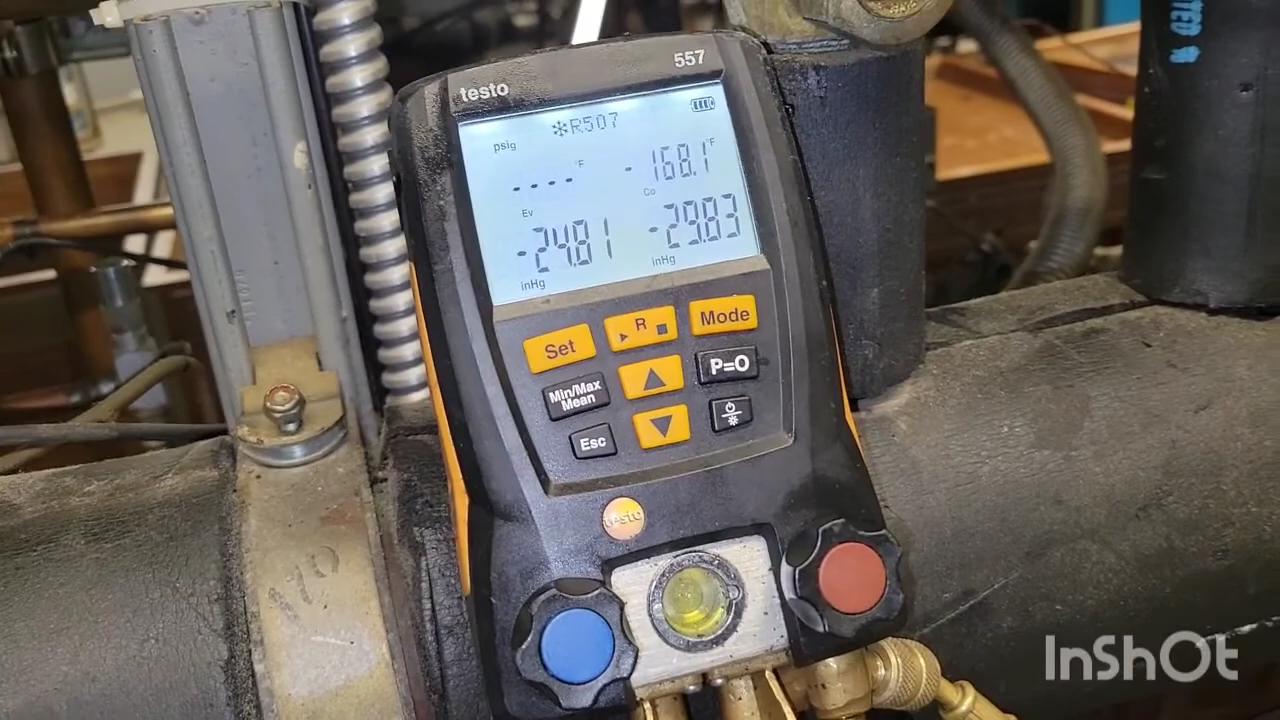 testo
557
❄R507
psig
---- °F
-168.1 °F
Ev
Co
-24.81
-29.83
inHg
inHg
Set
▶ R ■
Mode
Min/Max
Mean
▲
P=O
Esc
▼
testo
170
InShOt